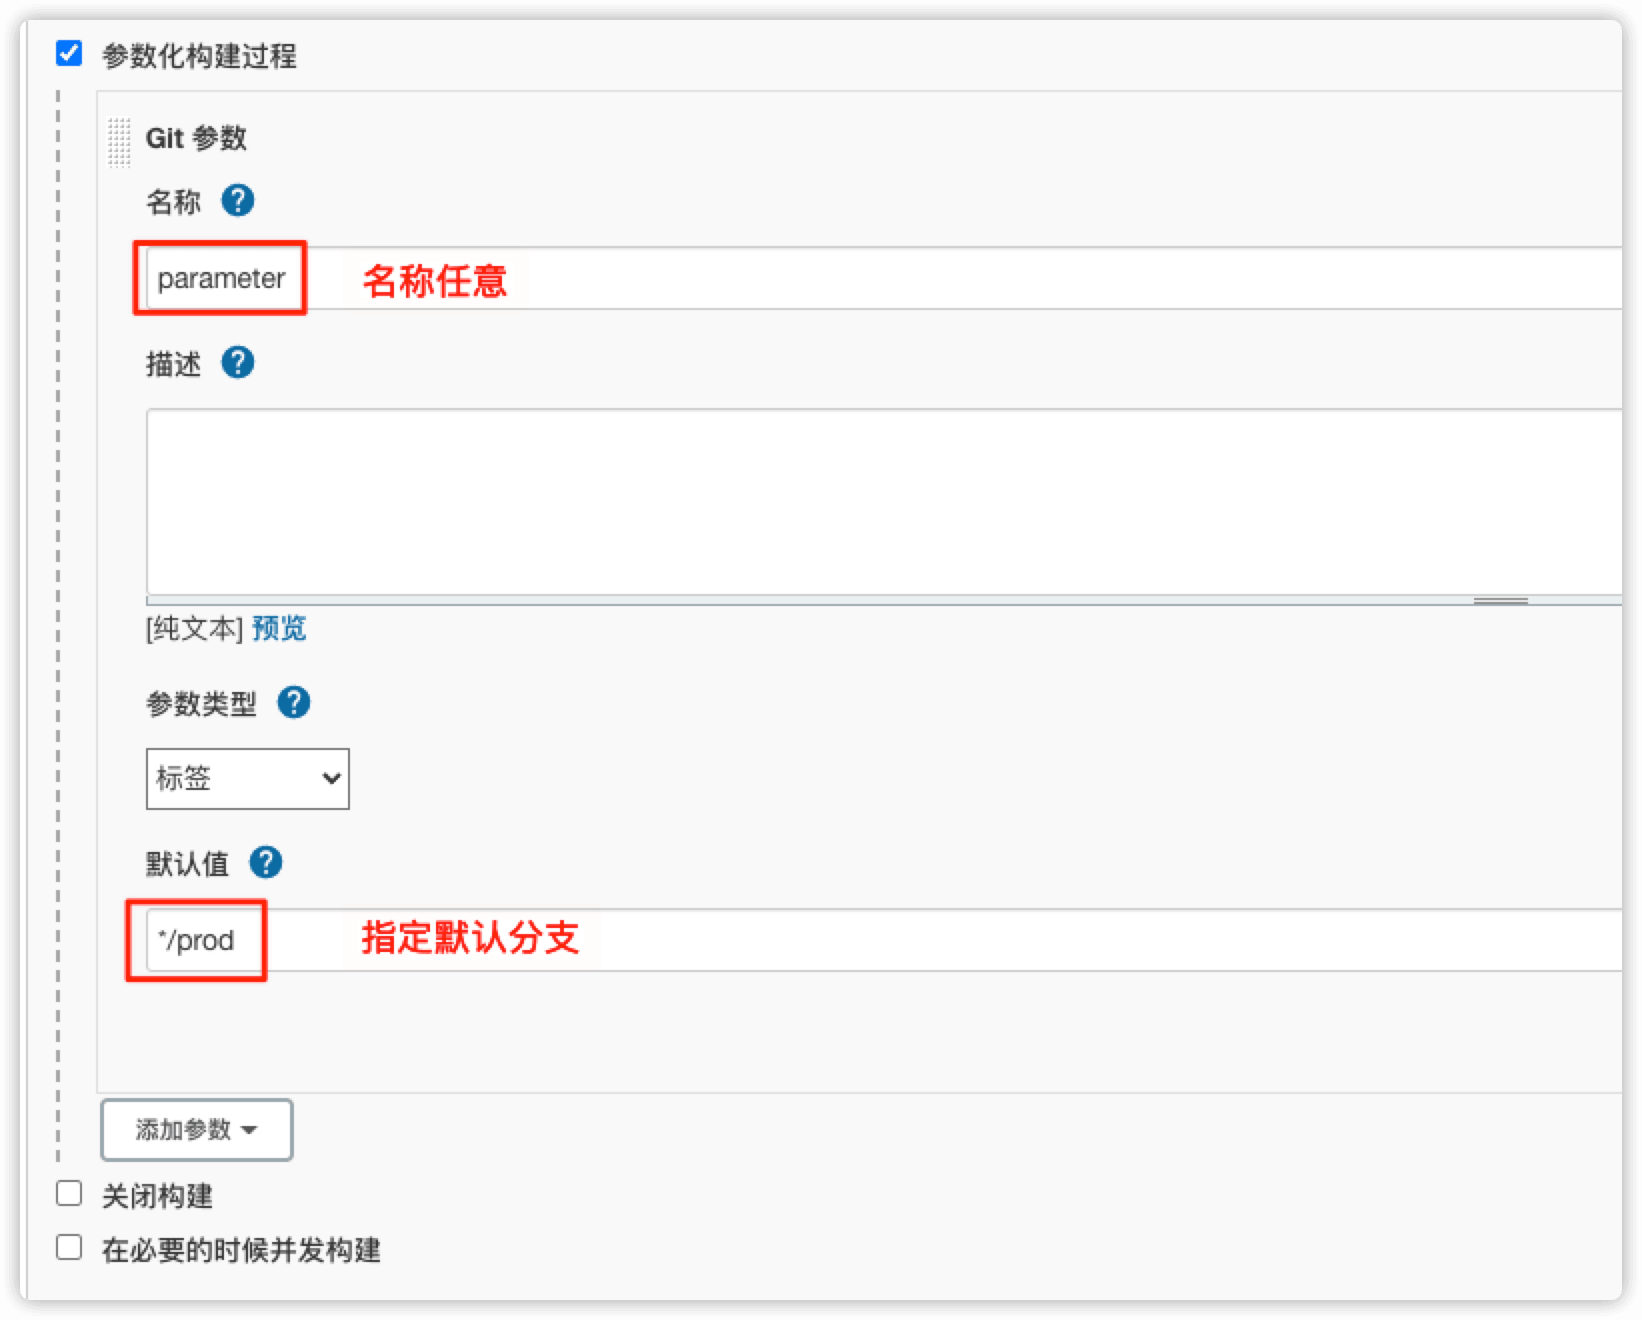 参数化构建过程
Git 参数
名称 ?
parameter 名称任意
描述 ?
[纯文本] 预览
参数类型 ?
标签
默认值 ?
*/prod 指定默认分支
添加参数
关闭构建
在必要的时候并发构建